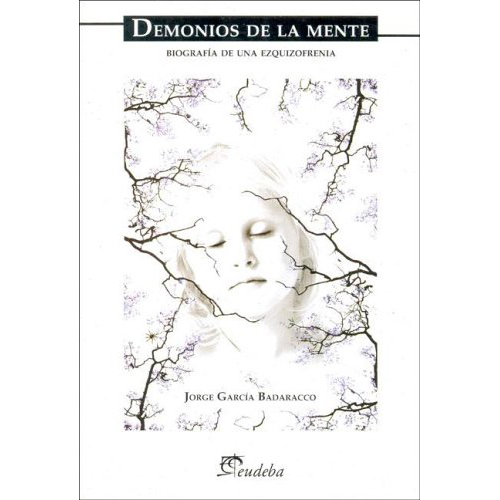 DEMONIOS DE LA MENTE
BIOGRAFÍA DE UNA EZQUIZOFRENIA
JORGE GARCÍA BADARACCO
eudeba